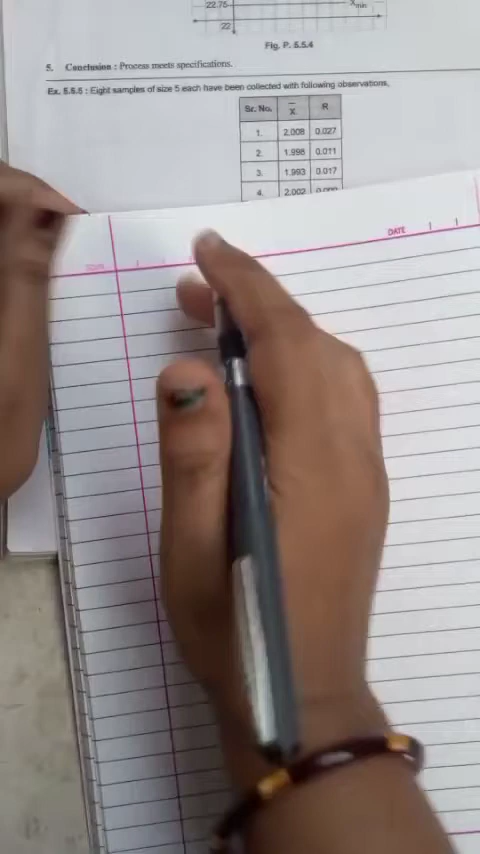 22.75
X min
22
Fig. P. 5.5.4
5. Conclusion : Process meets specifications.
Ex. 5.5.5 : Eight samples of size 5 each have been collected with following observations,
Sr. No. X̄ R
1. 2.008 0.027
2. 1.998 0.011
3. 1.993 0.017
4. 2.002
DATE